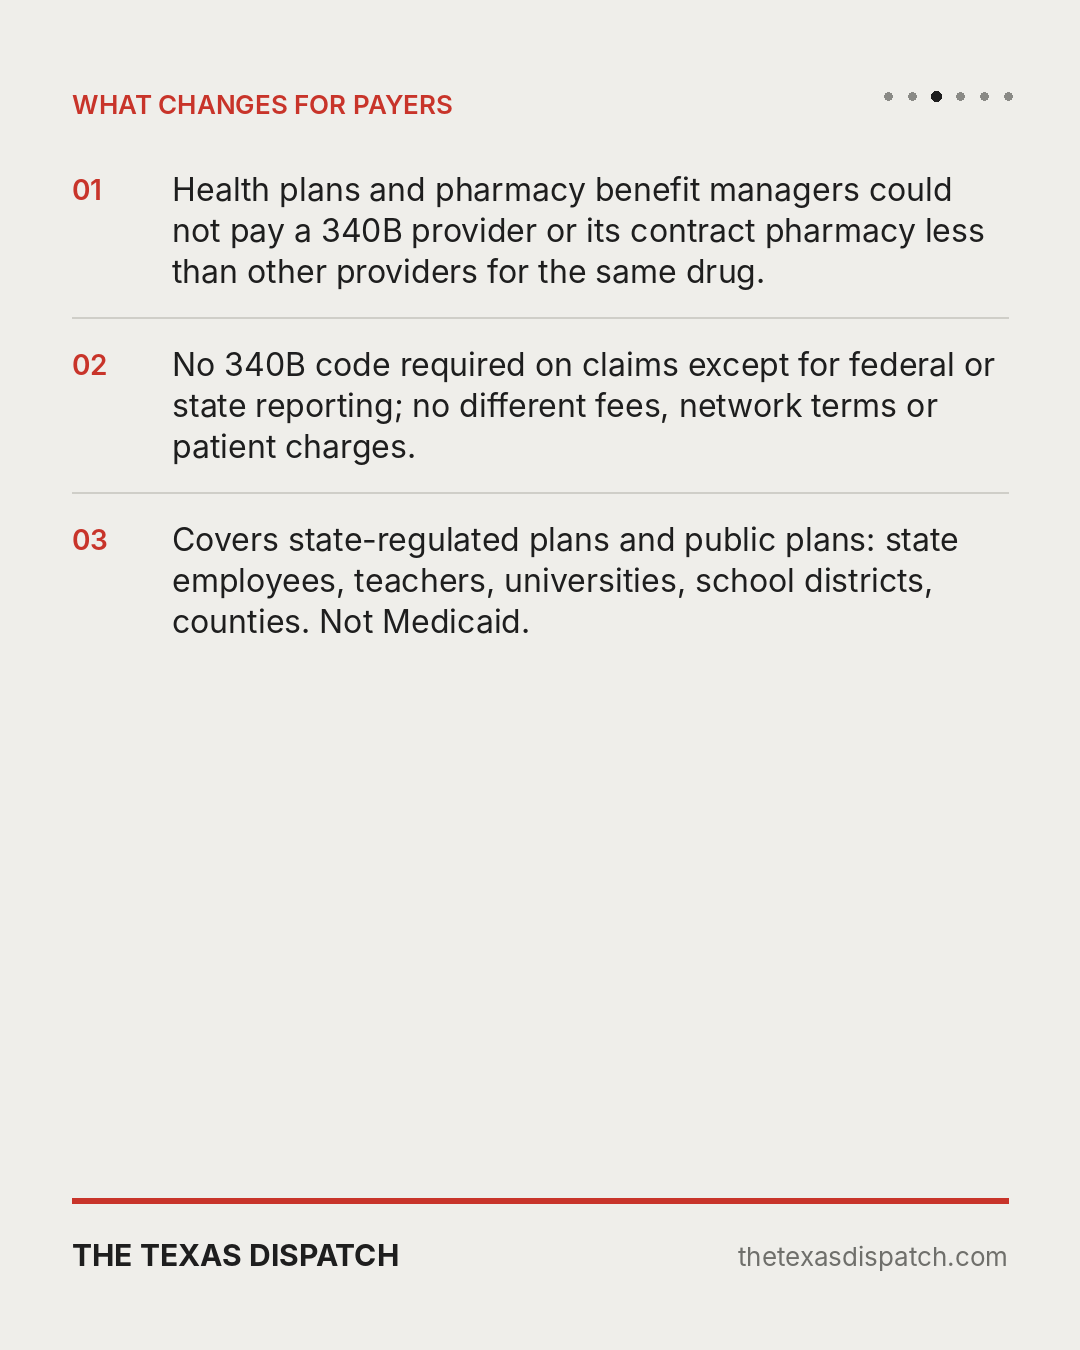 WHAT CHANGES FOR PAYERS
01
Health plans and pharmacy benefit managers could
not pay a 340B provider or its contract pharmacy less
than other providers for the same drug.
02
No 340B code required on claims except for federal or
state reporting; no different fees, network terms or
patient charges.
03
Covers state-regulated plans and public plans: state
employees, teachers, universities, school districts,
counties. Not Medicaid.
THE TEXAS DISPATCH
thetexasdispatch.com